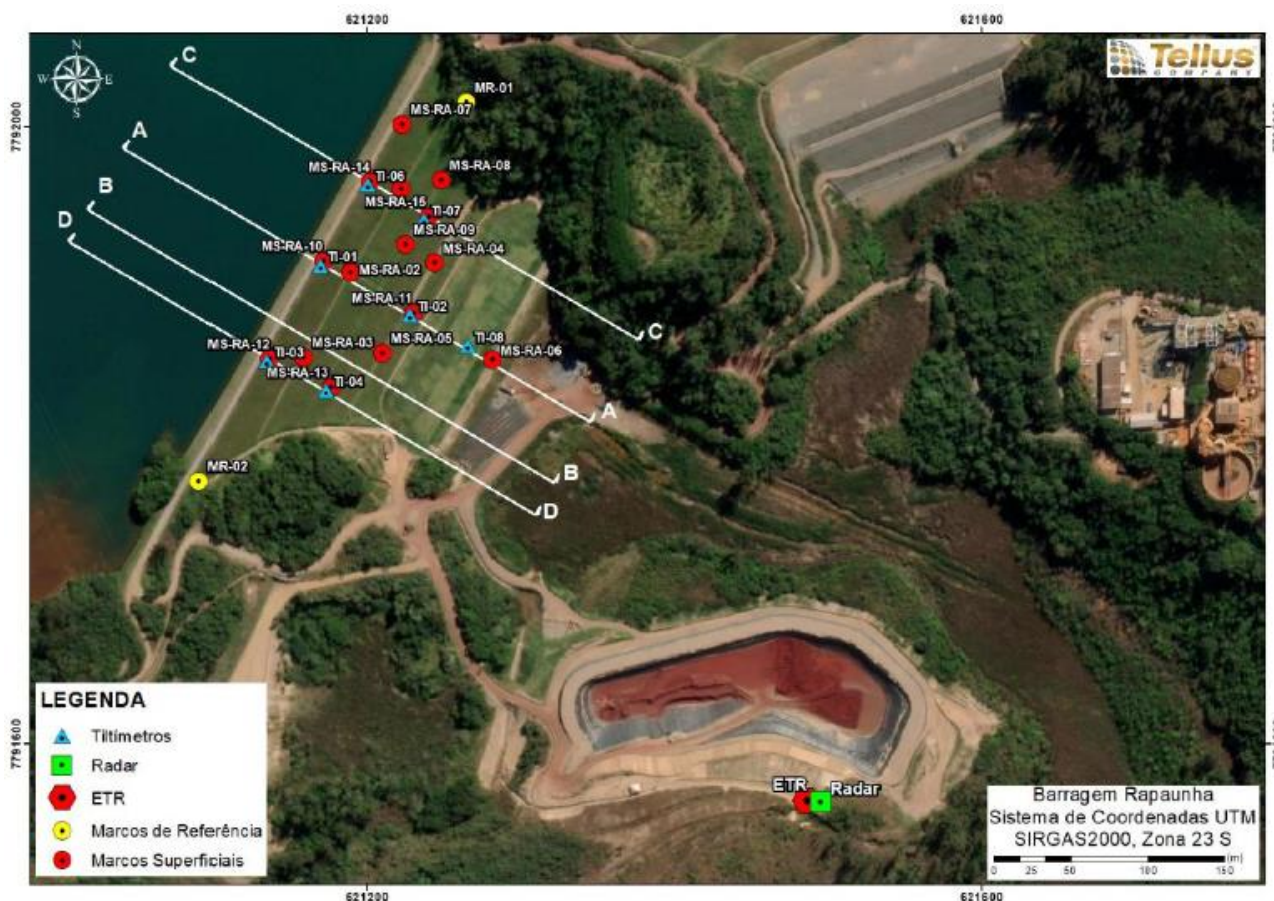 621200
621600
N
W
E
S
Tellus
COMPANY
C
MR-01
MS-RA-07
7792000
A
MS-RA-14
TI-06
MS-RA-08
B
MS-RA-15
TI-07
D
MS-RA-09
MS-RA-10
TI-01
MS-RA-04
MS-RA-02
MS-RA-11
TI-02
C
MS-RA-12
TI-03
MS-RA-03
MS-RA-05
TI-08
MS-RA-06
MS-RA-13
TI-04
A
MR-02
B
D
LEGENDA
Tiltímetros
Radar
ETR
Marcos de Referência
Marcos Superficiais
7791600
ETR
Radar
Barragem Rapaunha
Sistema de Coordenadas UTM
SIRGAS2000, Zona 23 S
0 25 50 100 150 (m)
621200
621600